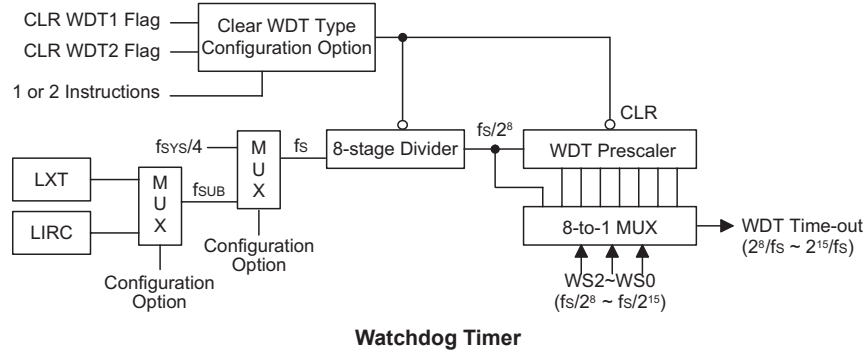 CLR WDT1 Flag
CLR WDT2 Flag
1 or 2 Instructions
Clear WDT Type
Configuration Option
CLR
fSYS/4
fS
8-stage Divider
fS/2⁸
WDT Prescaler
LXT
LIRC
M
U
X
fSUB
M
U
X
Configuration
Option
Configuration
Option
8-to-1 MUX
WDT Time-out
(2⁸/fS ~ 2¹⁵/fS)
WS2~WS0
(fS/2⁸ ~ fS/2¹⁵)
Watchdog Timer